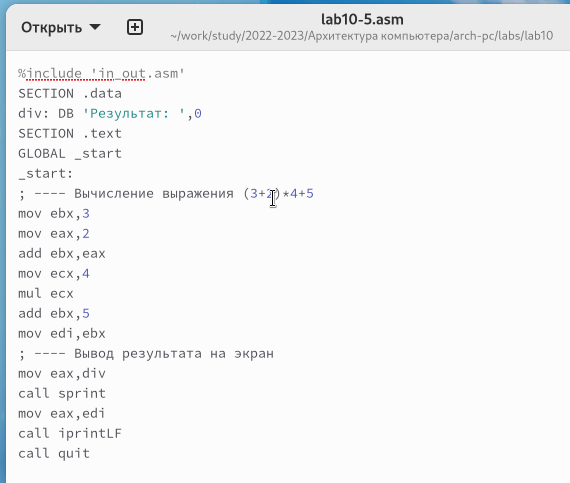 Открыть
lab10-5.asm
~/work/study/2022-2023/Архитектура компьютера/arch-pc/labs/lab10
%include 'in_out.asm'
SECTION .data
div: DB 'Результат: ',0
SECTION .text
GLOBAL _start
_start:
; ---- Вычисление выражения (3+2)*4+5
mov ebx,3
mov eax,2
add ebx,eax
mov ecx,4
mul ecx
add ebx,5
mov edi,ebx
; ---- Вывод результата на экран
mov eax,div
call sprint
mov eax,edi
call iprintLF
call quit